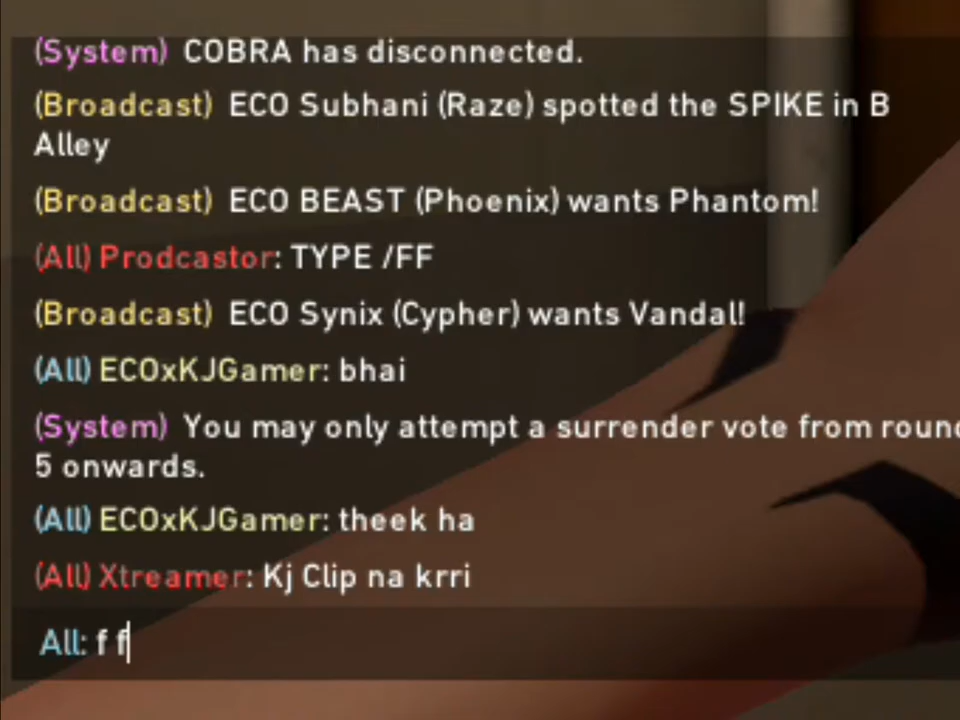 (System) COBRA has disconnected.
(Broadcast) ECO Subhani (Raze) spotted the SPIKE in B
Alley
(Broadcast) ECO BEAST (Phoenix) wants Phantom!
(All) Prodcastor: TYPE /FF
(Broadcast) ECO Synix (Cypher) wants Vandal!
(All) ECOxKJGamer: bhai
(System) You may only attempt a surrender vote from round
5 onwards.
(All) ECOxKJGamer: theek ha
(All) Xtreamer: Kj Clip na krri
All: f f